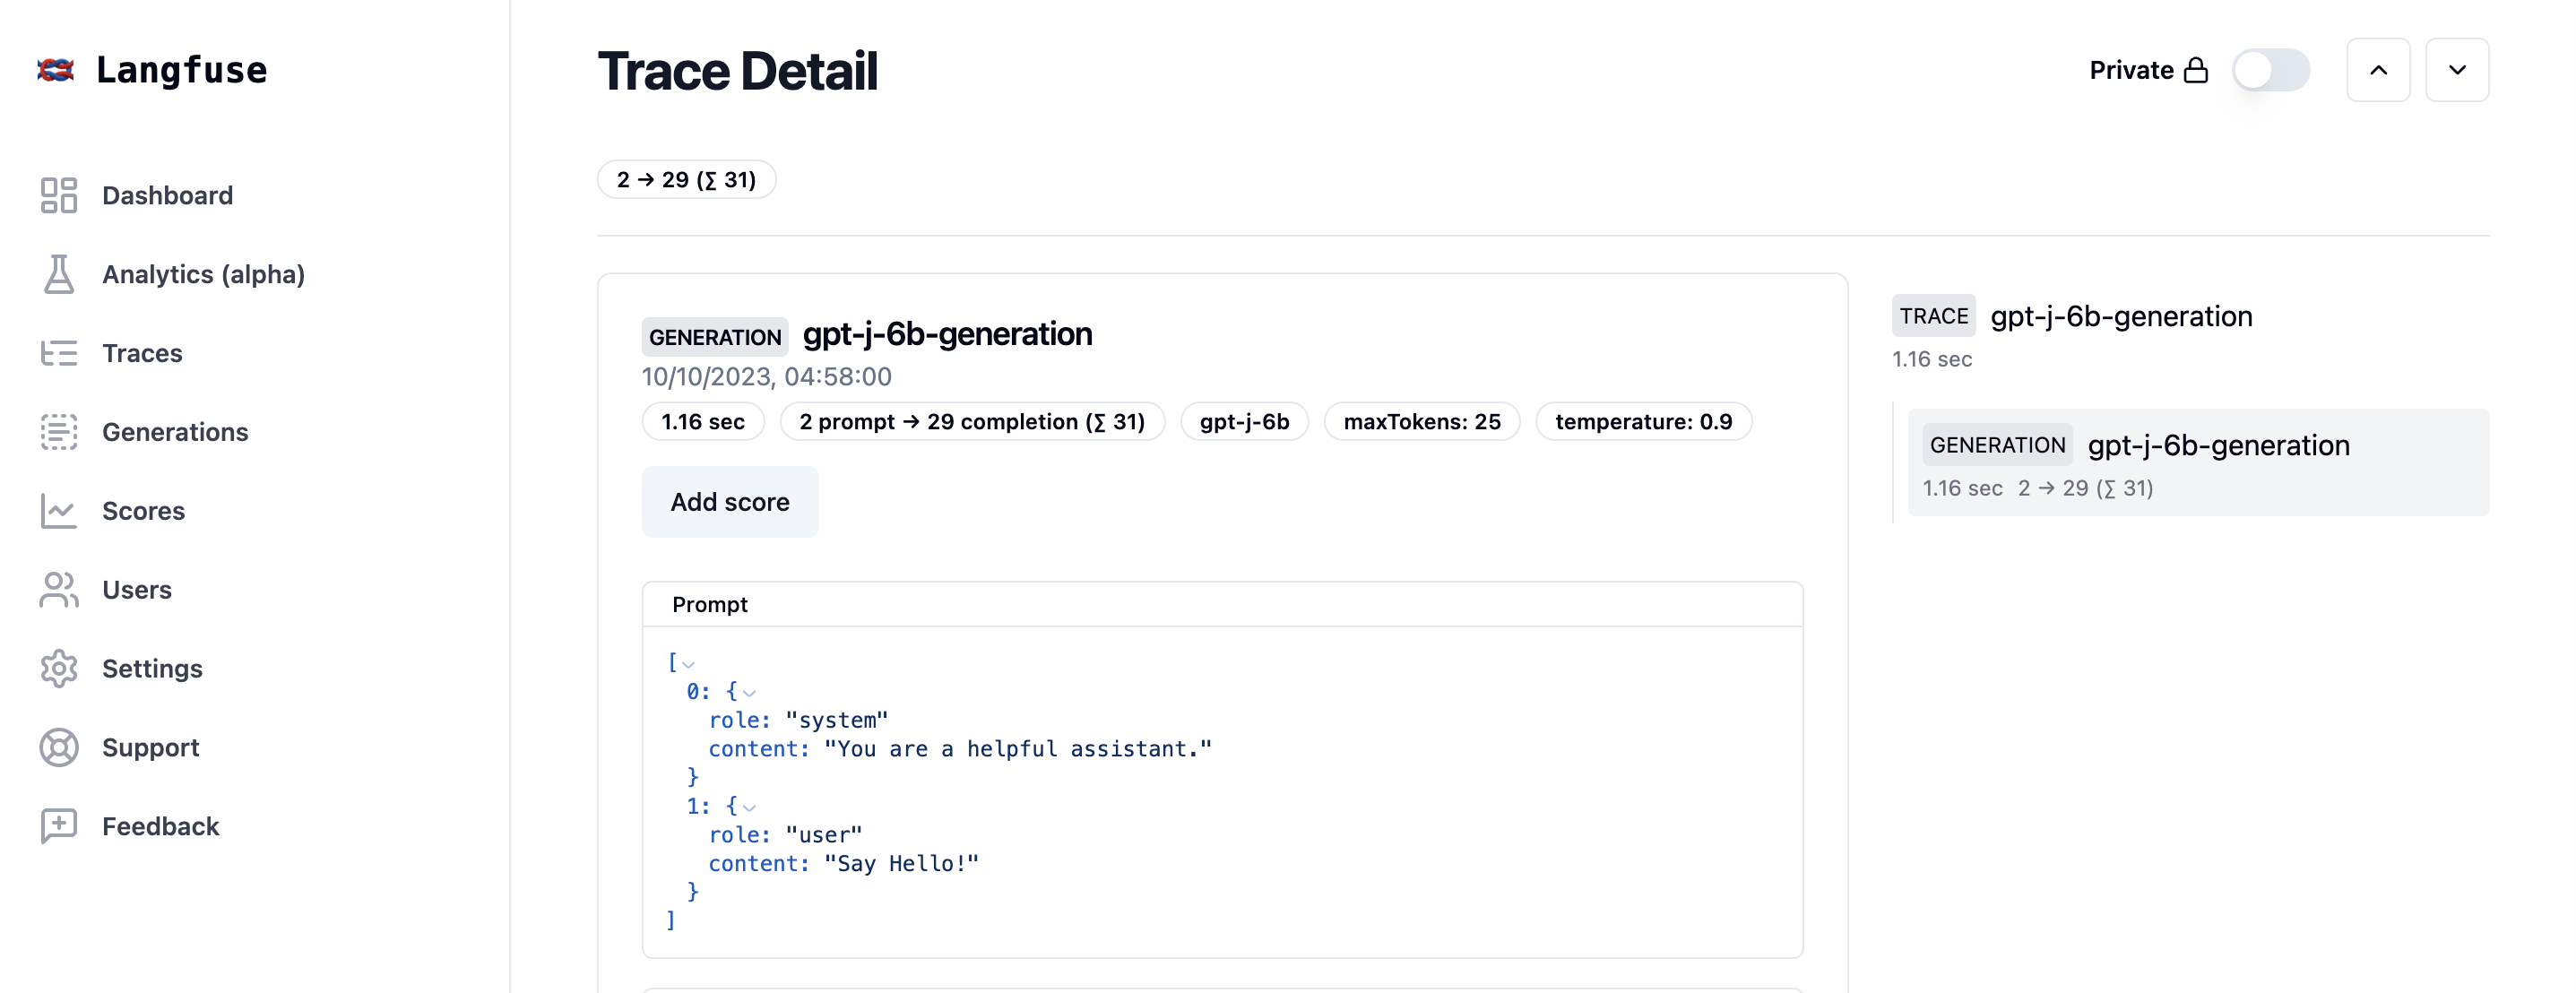 Langfuse
Dashboard
Analytics (alpha)
Traces
Generations
Scores
Users
Settings
Support
Feedback
Trace Detail
Private
2 → 29 (∑ 31)
GENERATION gpt-j-6b-generation
10/10/2023, 04:58:00
1.16 sec
2 prompt → 29 completion (∑ 31)
gpt-j-6b
maxTokens: 25
temperature: 0.9
Add score
Prompt
[
0: {
role: "system"
content: "You are a helpful assistant."
}
1: {
role: "user"
content: "Say Hello!"
}
]
TRACE gpt-j-6b-generation
1.16 sec
GENERATION gpt-j-6b-generation
1.16 sec 2 → 29 (∑ 31)